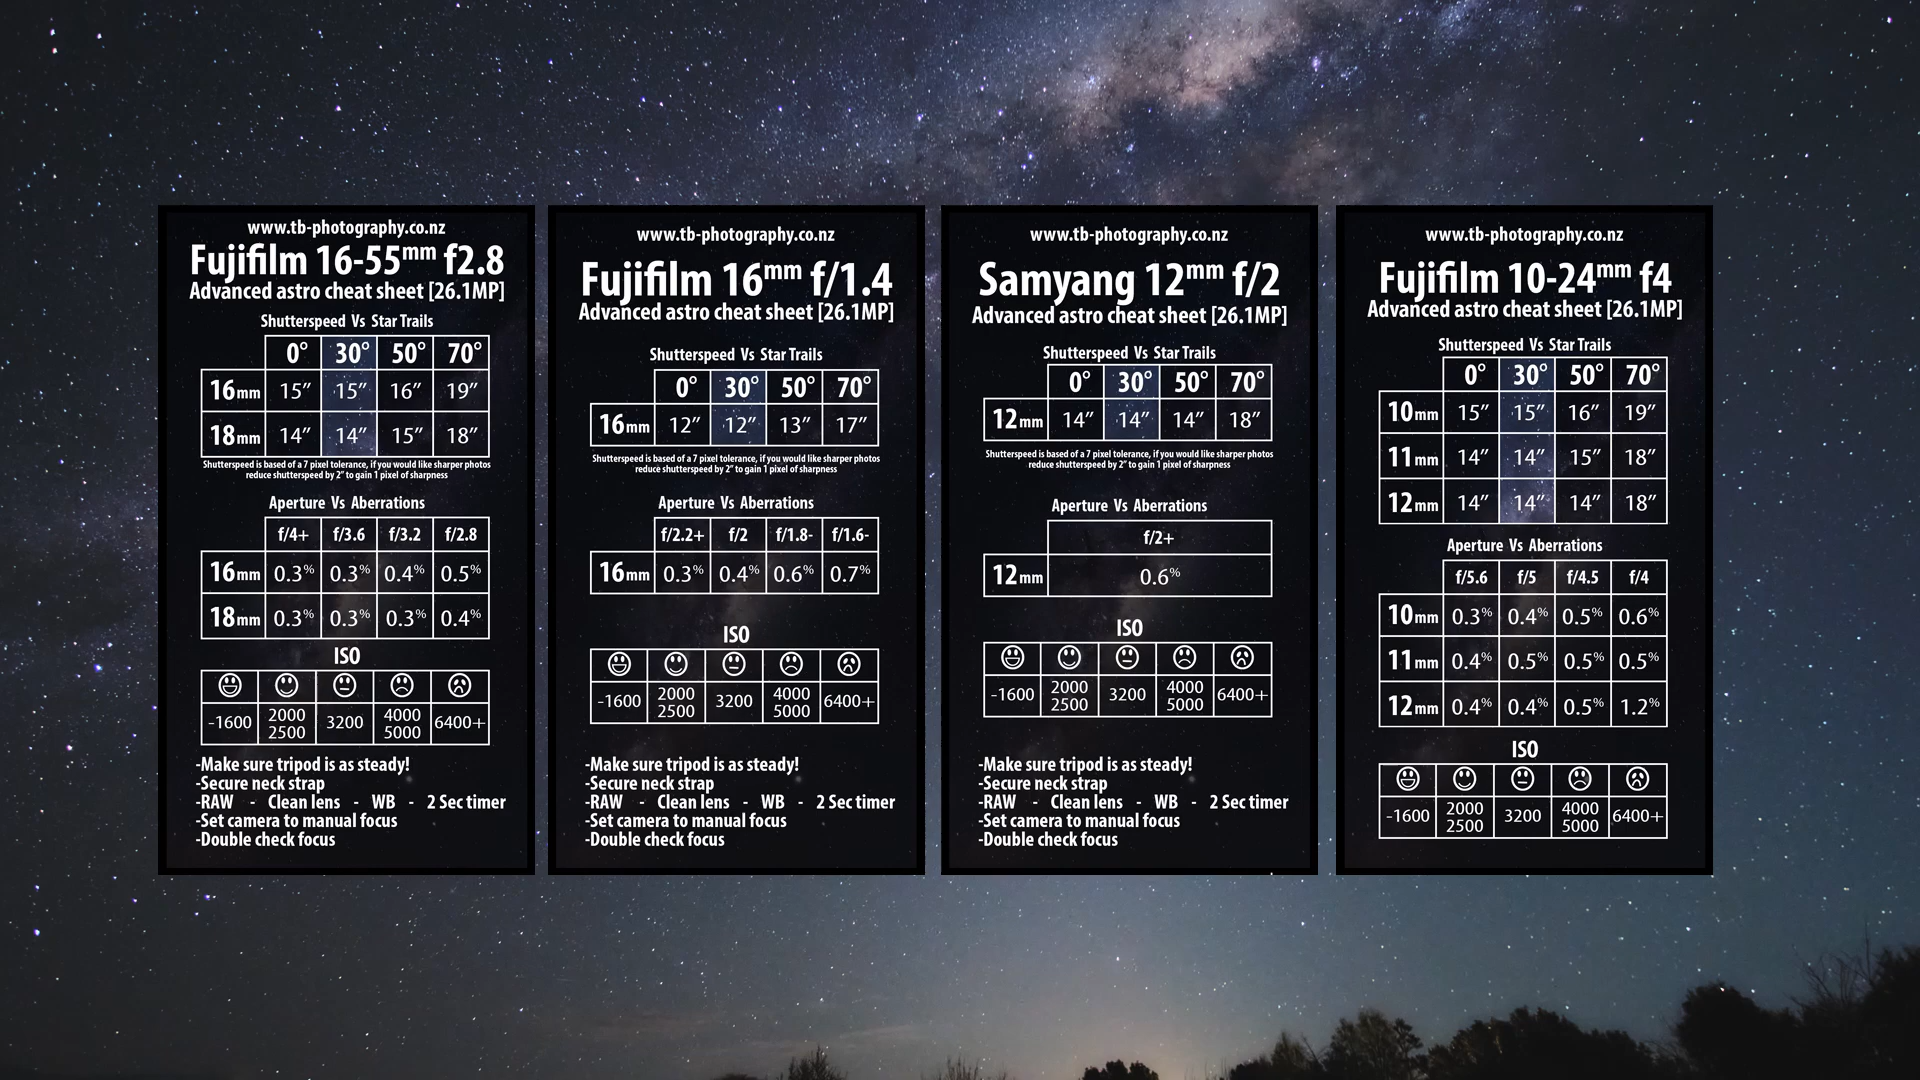 www.tb-photography.co.nz
Fujifilm 16-55mm f2.8
Advanced astro cheat sheet [26.1MP]
Shutterspeed Vs Star Trails
0° 30° 50° 70°
16mm 15″ 15″ 16″ 19″
18mm 14″ 14″ 15″ 18″
Shutterspeed is based of a 7 pixel tolerance, if you would like sharper photos
reduce shutterspeed by 2″ to gain 1 pixel of sharpness
Aperture Vs Aberrations
f/4+ f/3.6 f/3.2 f/2.8
16mm 0.3% 0.3% 0.4% 0.5%
18mm 0.3% 0.3% 0.3% 0.4%
ISO
-1600 2000 2500 3200 4000 5000 6400+
-Make sure tripod is as steady!
-Secure neck strap
-RAW - Clean lens - WB - 2 Sec timer
-Set camera to manual focus
-Double check focus
www.tb-photography.co.nz
Fujifilm 16mm f/1.4
Advanced astro cheat sheet [26.1MP]
Shutterspeed Vs Star Trails
0° 30° 50° 70°
16mm 12″ 12″ 13″ 17″
Shutterspeed is based of a 7 pixel tolerance, if you would like sharper photos
reduce shutterspeed by 2″ to gain 1 pixel of sharpness
Aperture Vs Aberrations
f/2.2+ f/2 f/1.8- f/1.6-
16mm 0.3% 0.4% 0.6% 0.7%
ISO
-1600 2000 2500 3200 4000 5000 6400+
-Make sure tripod is as steady!
-Secure neck strap
-RAW - Clean lens - WB - 2 Sec timer
-Set camera to manual focus
-Double check focus
www.tb-photography.co.nz
Samyang 12mm f/2
Advanced astro cheat sheet [26.1MP]
Shutterspeed Vs Star Trails
0° 30° 50° 70°
12mm 14″ 14″ 14″ 18″
Shutterspeed is based of a 7 pixel tolerance, if you would like sharper photos
reduce shutterspeed by 2″ to gain 1 pixel of sharpness
Aperture Vs Aberrations
f/2+
12mm 0.6%
ISO
-1600 2000 2500 3200 4000 5000 6400+
-Make sure tripod is as steady!
-Secure neck strap
-RAW - Clean lens - WB - 2 Sec timer
-Set camera to manual focus
-Double check focus
www.tb-photography.co.nz
Fujifilm 10-24mm f4
Advanced astro cheat sheet [26.1MP]
Shutterspeed Vs Star Trails
0° 30° 50° 70°
10mm 15″ 15″ 16″ 19″
11mm 14″ 14″ 15″ 18″
12mm 14″ 14″ 14″ 18″
Aperture Vs Aberrations
f/5.6 f/5 f/4.5 f/4
10mm 0.3% 0.4% 0.5% 0.6%
11mm 0.4% 0.5% 0.5% 0.5%
12mm 0.4% 0.4% 0.5% 1.2%
ISO
-1600 2000 2500 3200 4000 5000 6400+